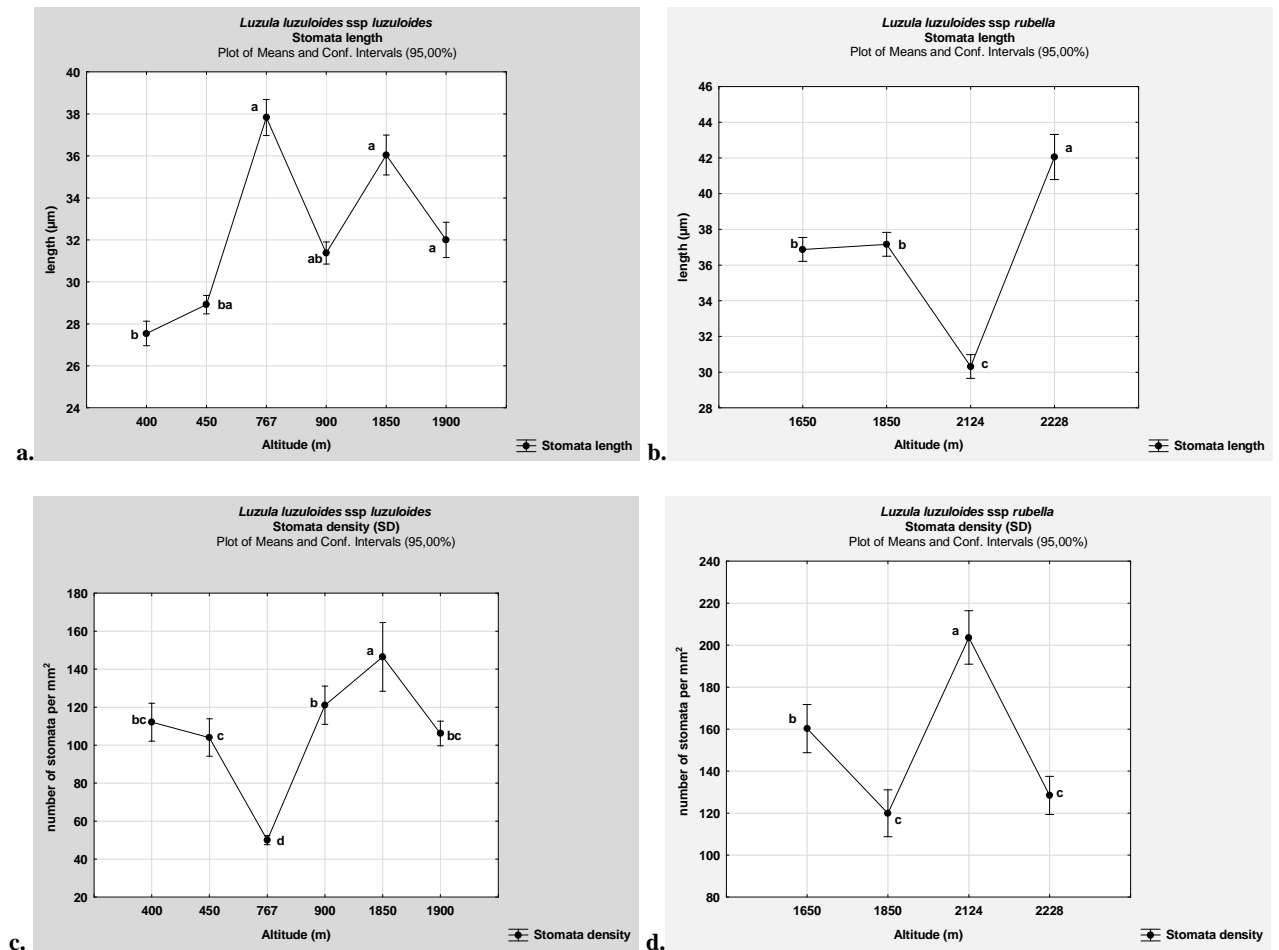 Luzula luzuloides ssp luzuloides
Stomata length
Plot of Means and Conf. Intervals (95,00%)
40
38
36
34
32
30
28
26
24
length (µm)
a
a
ab
a
ba
b
400 450 767 900 1850 1900
Altitude (m)
Stomata length
a.
Luzula luzuloides ssp rubella
Stomata length
Plot of Means and Conf. Intervals (95,00%)
46
44
42
40
38
36
34
32
30
28
length (µm)
b
b
c
a
1650 1850 2124 2228
Altitude (m)
Stomata length
b.
Luzula luzuloides ssp luzuloides
Stomata density (SD)
Plot of Means and Conf. Intervals (95,00%)
180
160
140
120
100
80
60
40
20
number of stomata per mm²
bc
c
d
b
a
bc
400 450 767 900 1850 1900
Altitude (m)
Stomata density
c.
Luzula luzuloides ssp rubella
Stomata density (SD)
Plot of Means and Conf. Intervals (95,00%)
240
220
200
180
160
140
120
100
80
number of stomata per mm²
b
c
a
c
1650 1850 2124 2228
Altitude (m)
Stomata density
d.